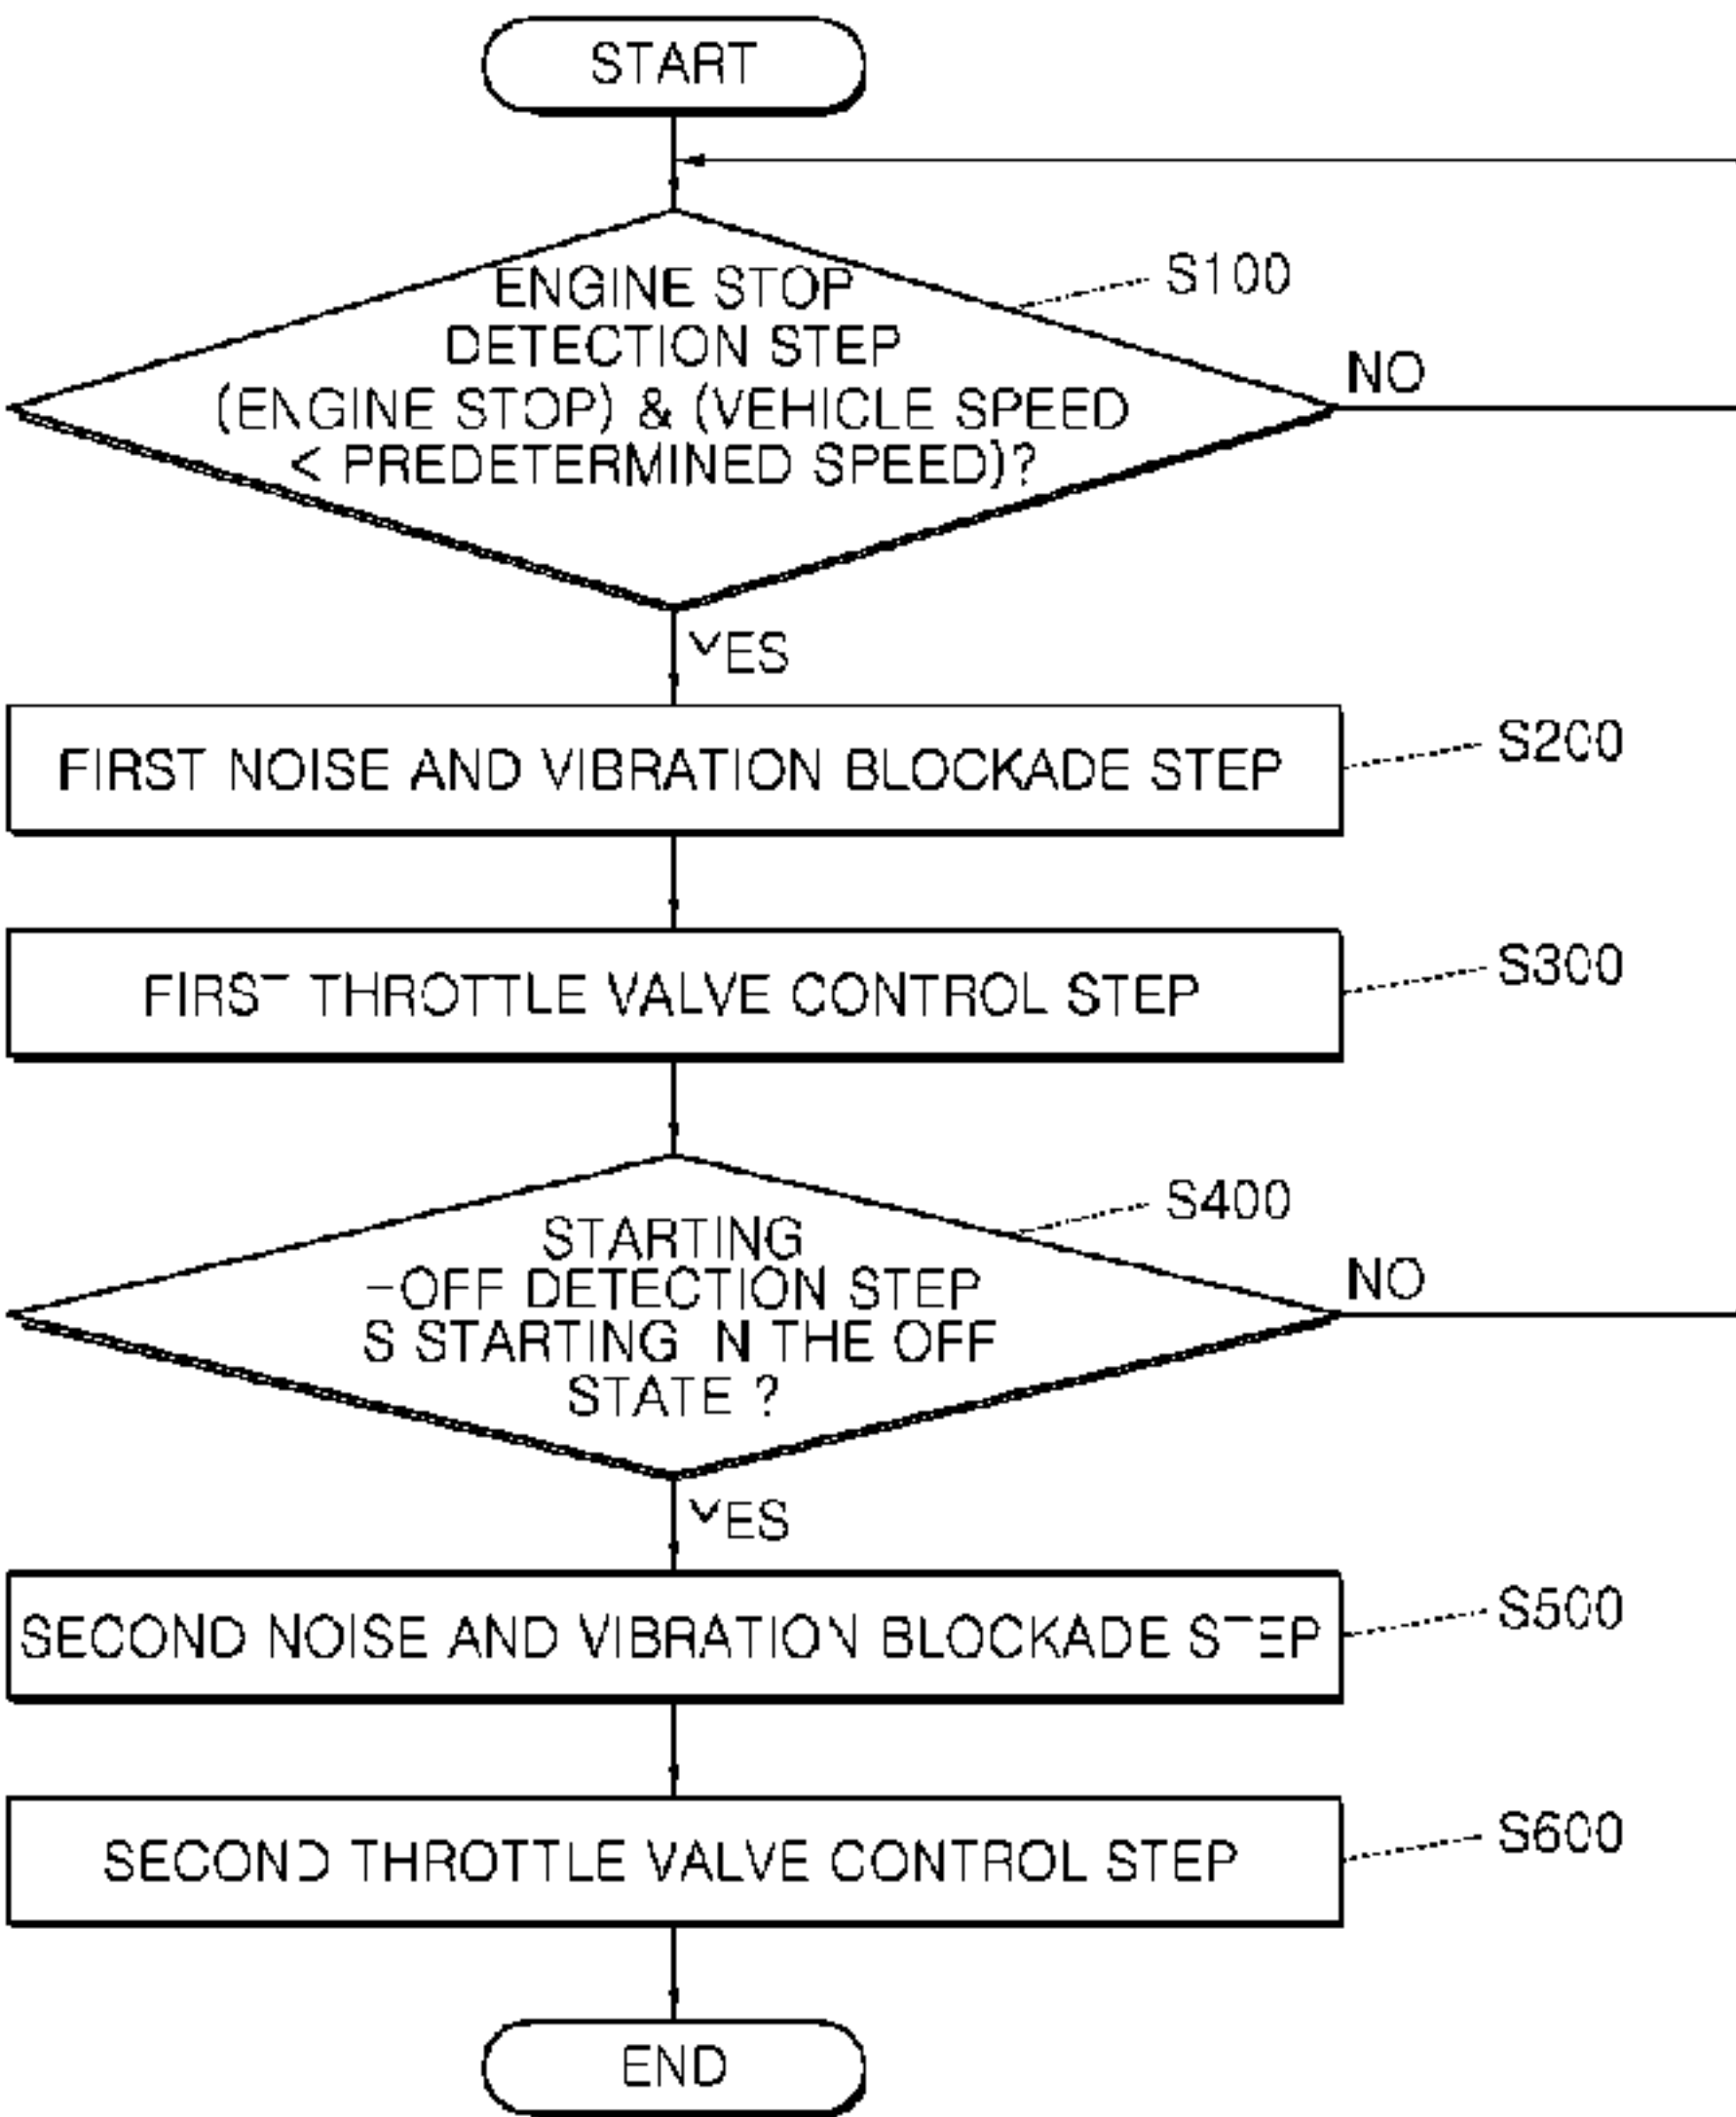 START
ENGINE STOP
DETECTION STEP
(ENGINE STOP) & (VEHICLE SPEED
< PREDETERMINED SPEED)?
S100
NO
YES
FIRST NOISE AND VIBRATION BLOCKADE STEP
S200
FIRST THROTTLE VALVE CONTROL STEP
S300
STARTING
-OFF DETECTION STEP
S STARTING N THE OFF
STATE ?
S400
NO
YES
SECOND NOISE AND VIBRATION BLOCKADE STEP
S500
SECOND THROTTLE VALVE CONTROL STEP
S600
END